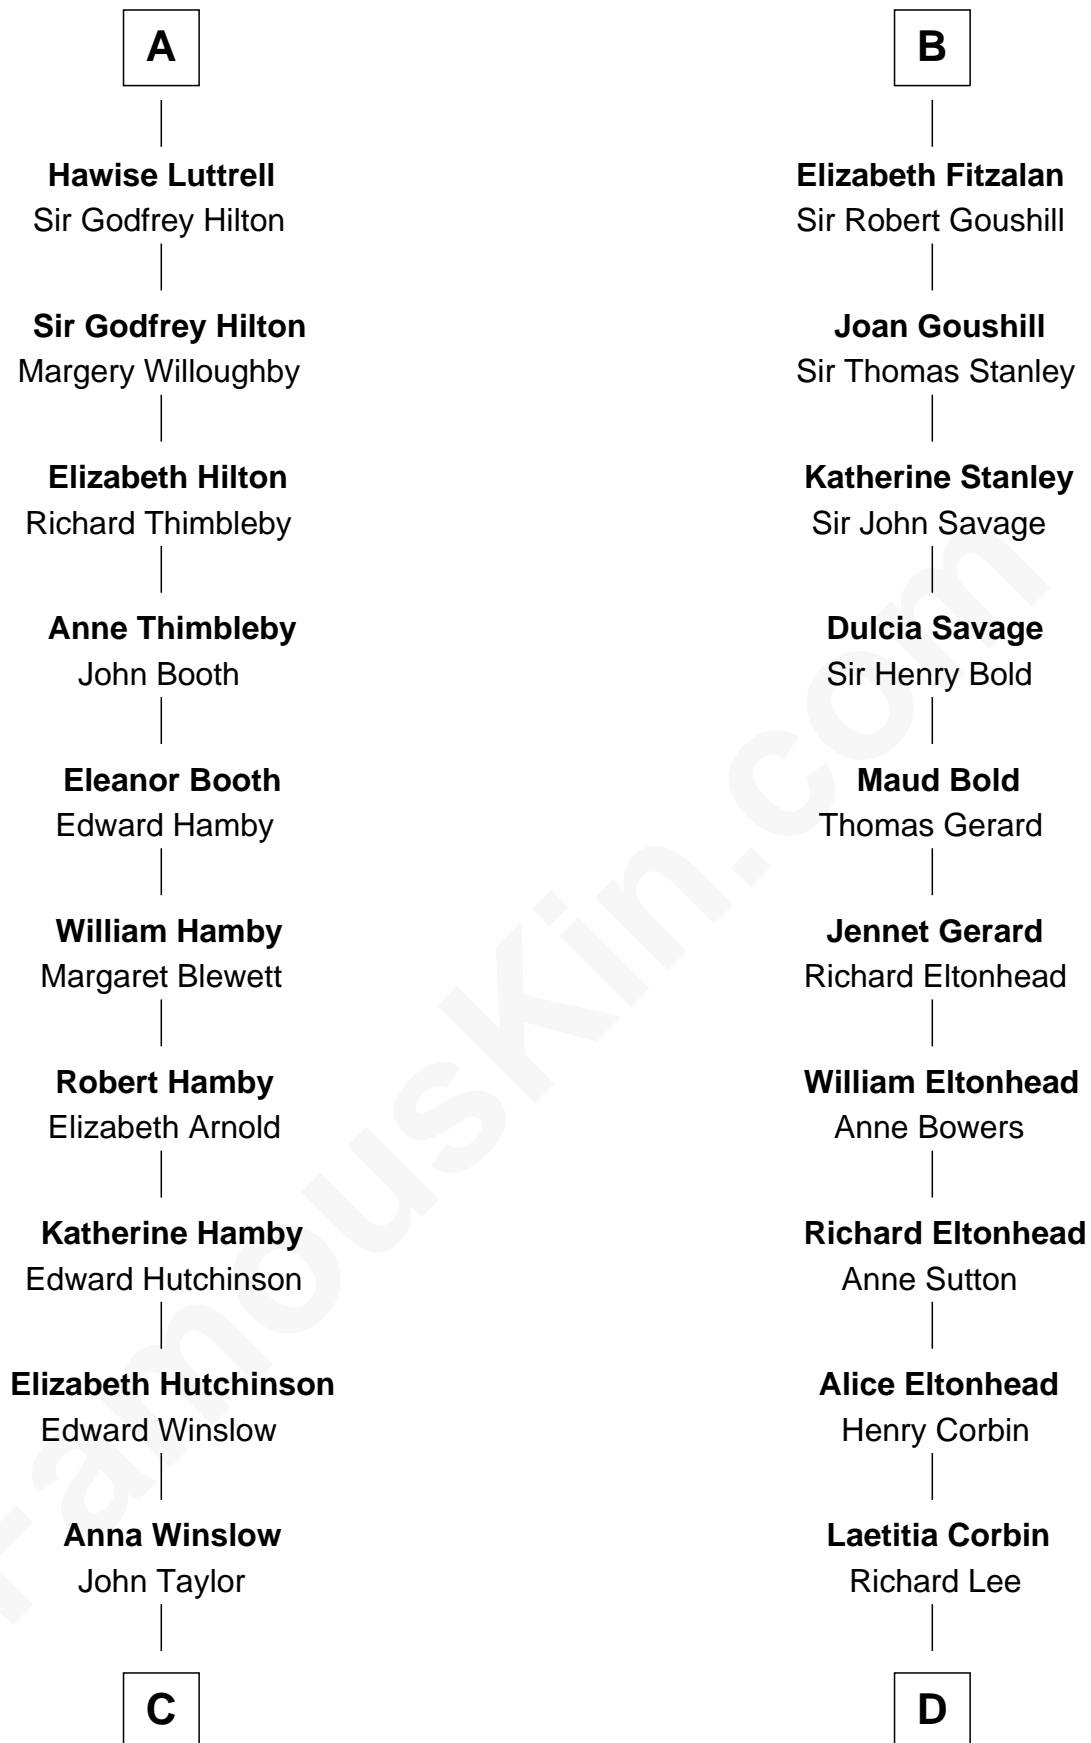 A
Hawise Luttrell
Sir Godfrey Hilton
Sir Godfrey Hilton
Margery Willoughby
Elizabeth Hilton
Richard Thimbleby
Anne Thimbleby
John Booth
Eleanor Booth
Edward Hamby
William Hamby
Margaret Blewett
Robert Hamby
Elizabeth Arnold
Katherine Hamby
Edward Hutchinson
Elizabeth Hutchinson
Edward Winslow
Anna Winslow
John Taylor
C
B
Elizabeth Fitzalan
Sir Robert Goushill
Joan Goushill
Sir Thomas Stanley
Katherine Stanley
Sir John Savage
Dulcia Savage
Sir Henry Bold
Maud Bold
Thomas Gerard
Jennet Gerard
Richard Eltonhead
William Eltonhead
Anne Bowers
Richard Eltonhead
Anne Sutton
Alice Eltonhead
Henry Corbin
Laetitia Corbin
Richard Lee
D
FamousKin.com